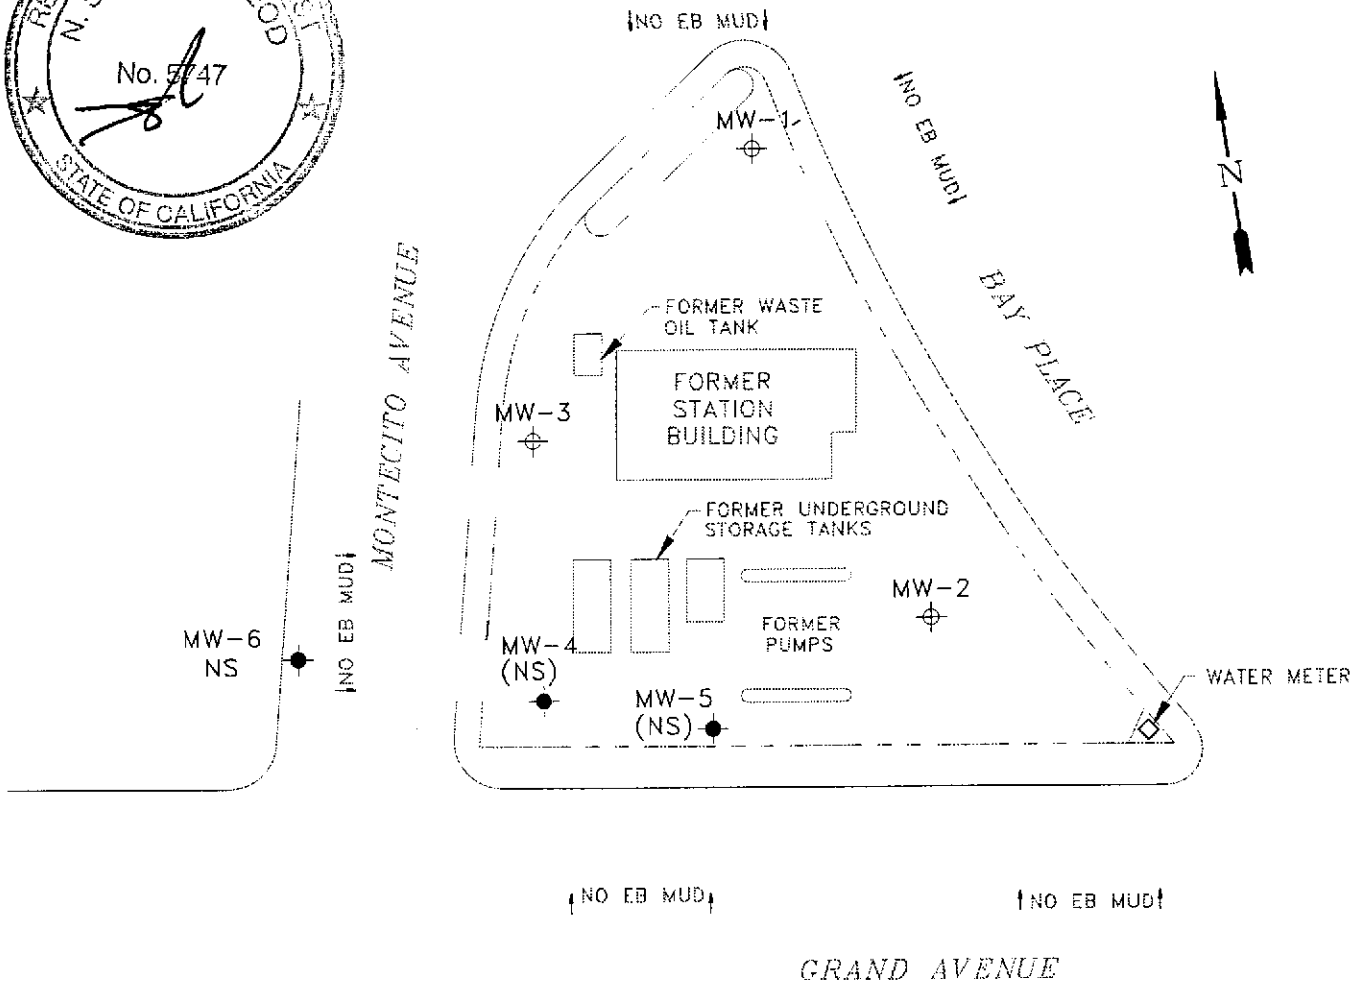 No. 5747
STATE OF CALIFORNIA
NO EB MUD
MW-1
NO EB MUD
N
BAY PLACE
MONTECITO AVENUE
FORMER WASTE
OIL TANK
FORMER
STATION
BUILDING
MW-3
FORMER UNDERGROUND
STORAGE TANKS
NO EB MUD
MW-2
FORMER
PUMPS
MW-6
NS
MW-4
(NS)
MW-5
(NS)
WATER METER
NO EB MUD
NO EB MUD
GRAND AVENUE